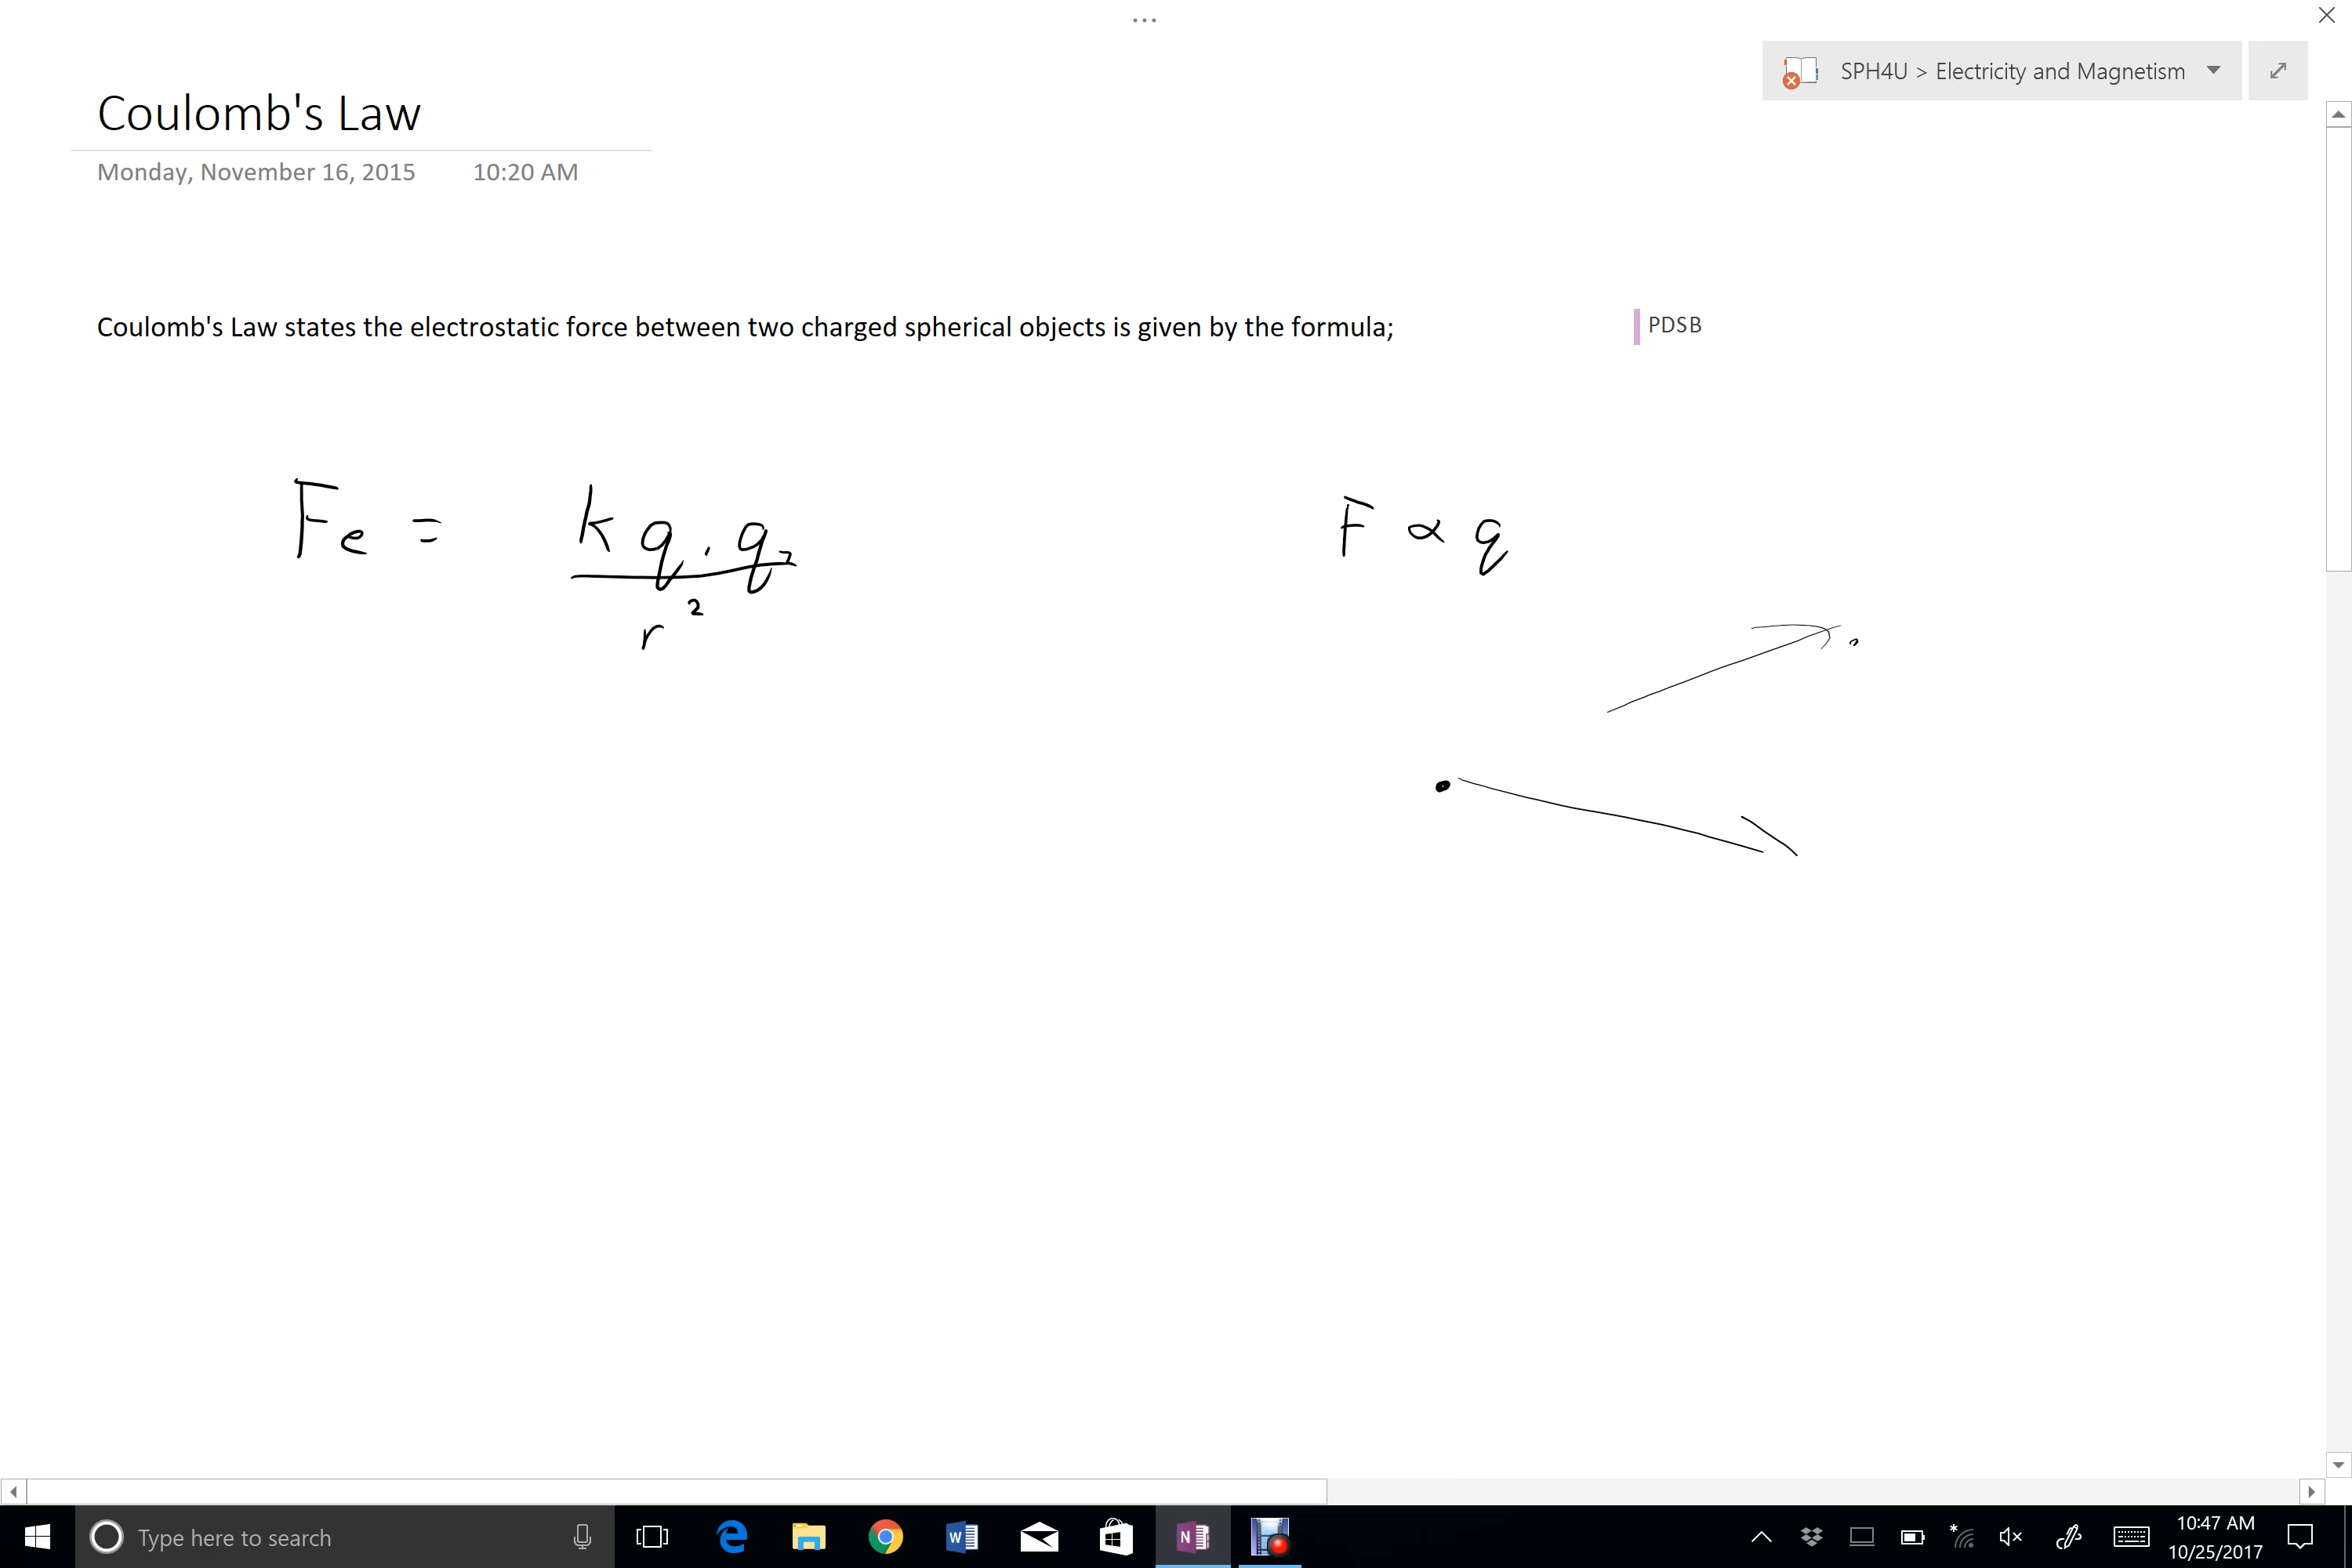 ...
SPH4U > Electricity and Magnetism
Coulomb's Law
Monday, November 16, 2015 10:20 AM
Coulomb's Law states the electrostatic force between two charged spherical objects is given by the formula;
PDSB
Fe = k q1 q2
r²
F ∝ q
Type here to search
10:47 AM
10/25/2017